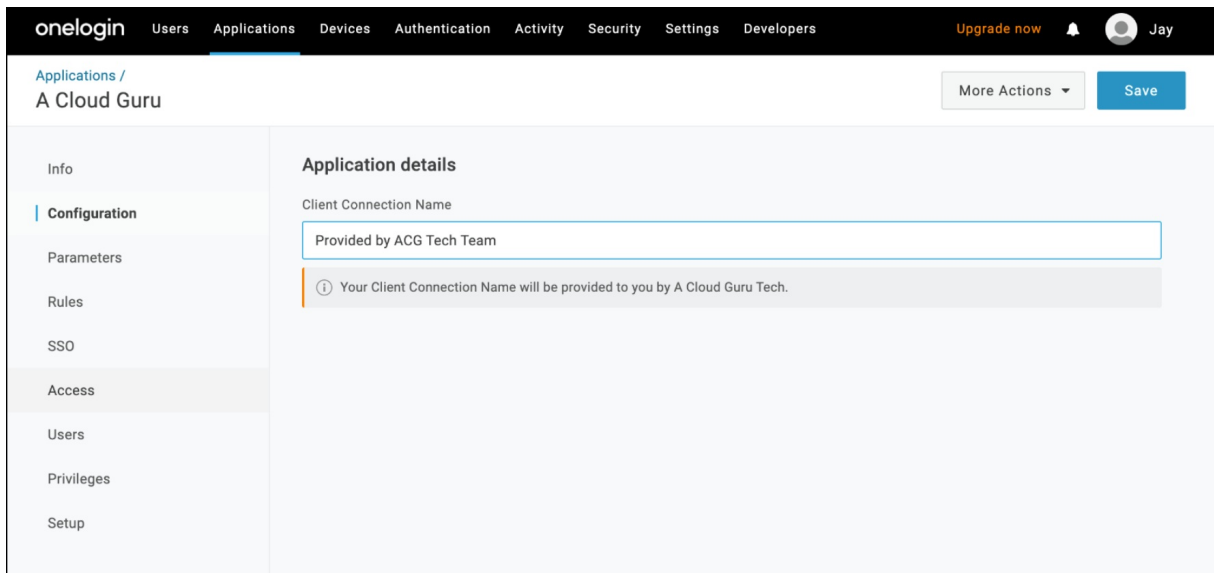 onelogin Users Applications Devices Authentication Activity Security Settings Developers Upgrade now Jay
Applications /
A Cloud Guru
More Actions Save
Info
Configuration
Parameters
Rules
SSO
Access
Users
Privileges
Setup
Application details
Client Connection Name
Provided by ACG Tech Team
Your Client Connection Name will be provided to you by A Cloud Guru Tech.